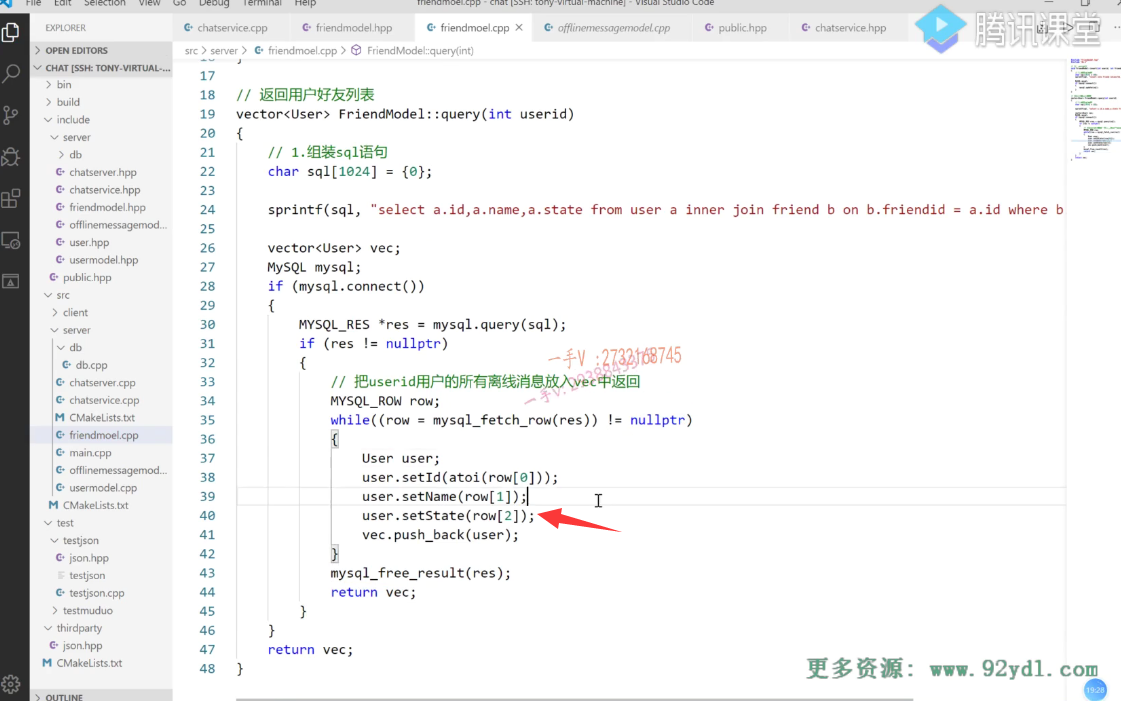 File Edit Selection View Go Debug Terminal Help friendmoel.cpp - chat [SSH: tony-virtual-machine] - Visual Studio Code
EXPLORER
chatservice.cpp friendmodel.hpp friendmoel.cpp × offlinemessagemodel.cpp public.hpp chatservice.hpp
腾讯课堂
OPEN EDITORS
src > server > friendmoel.cpp > FriendModel::query(int)
CHAT [SSH: TONY-VIRTUAL-...
bin
build
include
server
db
chatserver.hpp
chatservice.hpp
friendmodel.hpp
offlinemessagemod...
user.hpp
usermodel.hpp
public.hpp
src
client
server
db
db.cpp
chatserver.cpp
chatservice.cpp
CMakeLists.txt
friendmoel.cpp
main.cpp
offlinemessagemod...
usermodel.cpp
CMakeLists.txt
test
testjson
json.hpp
testjson
testjson.cpp
testmuduo
thirdparty
json.hpp
CMakeLists.txt
OUTLINE
16 }
17
18 // 返回用户好友列表
19 vector<User> FriendModel::query(int userid)
20 {
21 // 1.组装sql语句
22 char sql[1024] = {0};
23
24 sprintf(sql, "select a.id,a.name,a.state from user a inner join friend b on b.friendid = a.id where b
25
26 vector<User> vec;
27 MySQL mysql;
28 if (mysql.connect())
29 {
30 MYSQL_RES *res = mysql.query(sql);
31 if (res != nullptr)
32 {
33 // 把userid用户的所有离线消息放入vec中返回
34 MYSQL_ROW row;
35 while((row = mysql_fetch_row(res)) != nullptr)
36 {
37 User user;
38 user.setId(atoi(row[0]));
39 user.setName(row[1]);
40 user.setState(row[2]);
41 vec.push_back(user);
42 }
43 mysql_free_result(res);
44 return vec;
45 }
46 }
47 return vec;
48 }
一手V :2732168745
一手V:
更多资源: www.92ydl.com
19:28